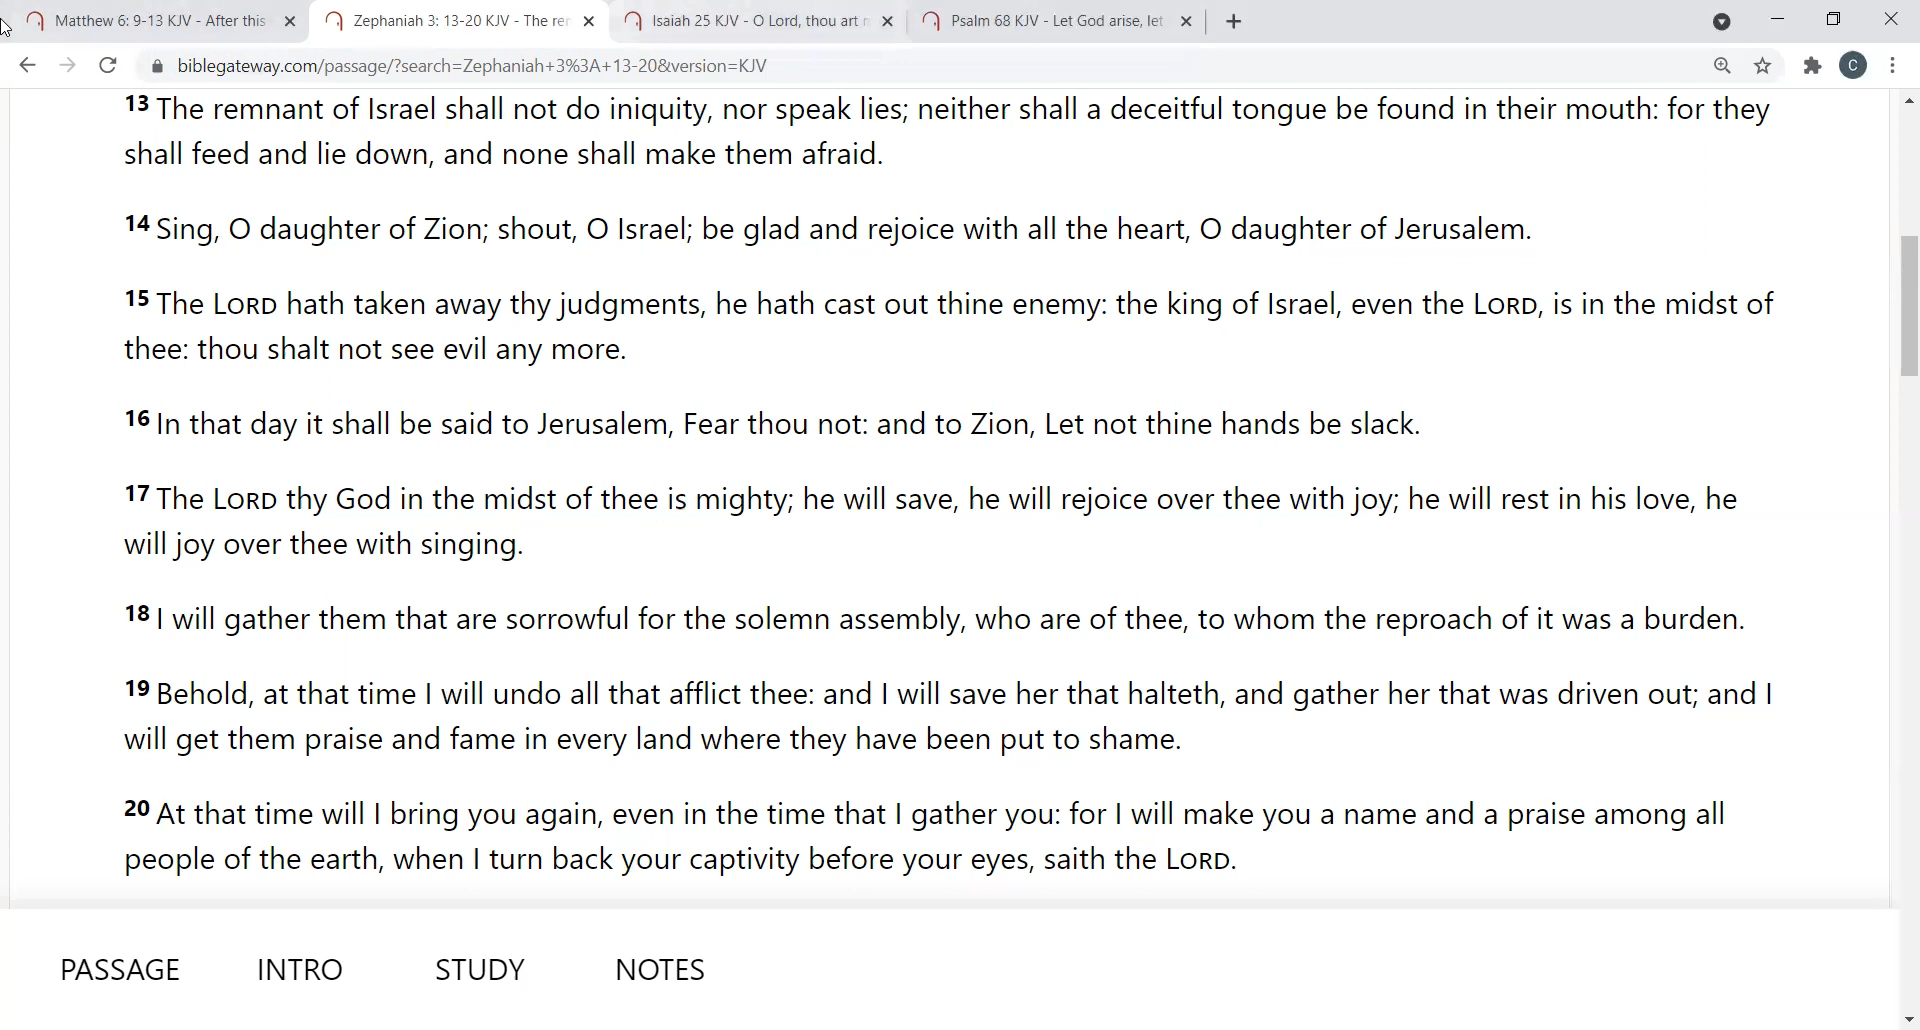 Matthew 6: 9-13 KJV - After this
Zephaniah 3: 13-20 KJV - The rer
Isaiah 25 KJV - O Lord, thou art m
Psalm 68 KJV - Let God arise, let
biblegateway.com/passage/?search=Zephaniah+3%3A+13-20&version=KJV
C
13 The remnant of Israel shall not do iniquity, nor speak lies; neither shall a deceitful tongue be found in their mouth: for they
shall feed and lie down, and none shall make them afraid.
14 Sing, O daughter of Zion; shout, O Israel; be glad and rejoice with all the heart, O daughter of Jerusalem.
15 The LORD hath taken away thy judgments, he hath cast out thine enemy: the king of Israel, even the LORD, is in the midst of
thee: thou shalt not see evil any more.
16 In that day it shall be said to Jerusalem, Fear thou not: and to Zion, Let not thine hands be slack.
17 The LORD thy God in the midst of thee is mighty; he will save, he will rejoice over thee with joy; he will rest in his love, he
will joy over thee with singing.
18 I will gather them that are sorrowful for the solemn assembly, who are of thee, to whom the reproach of it was a burden.
19 Behold, at that time I will undo all that afflict thee: and I will save her that halteth, and gather her that was driven out; and I
will get them praise and fame in every land where they have been put to shame.
20 At that time will I bring you again, even in the time that I gather you: for I will make you a name and a praise among all
people of the earth, when I turn back your captivity before your eyes, saith the LORD.
PASSAGE INTRO STUDY NOTES